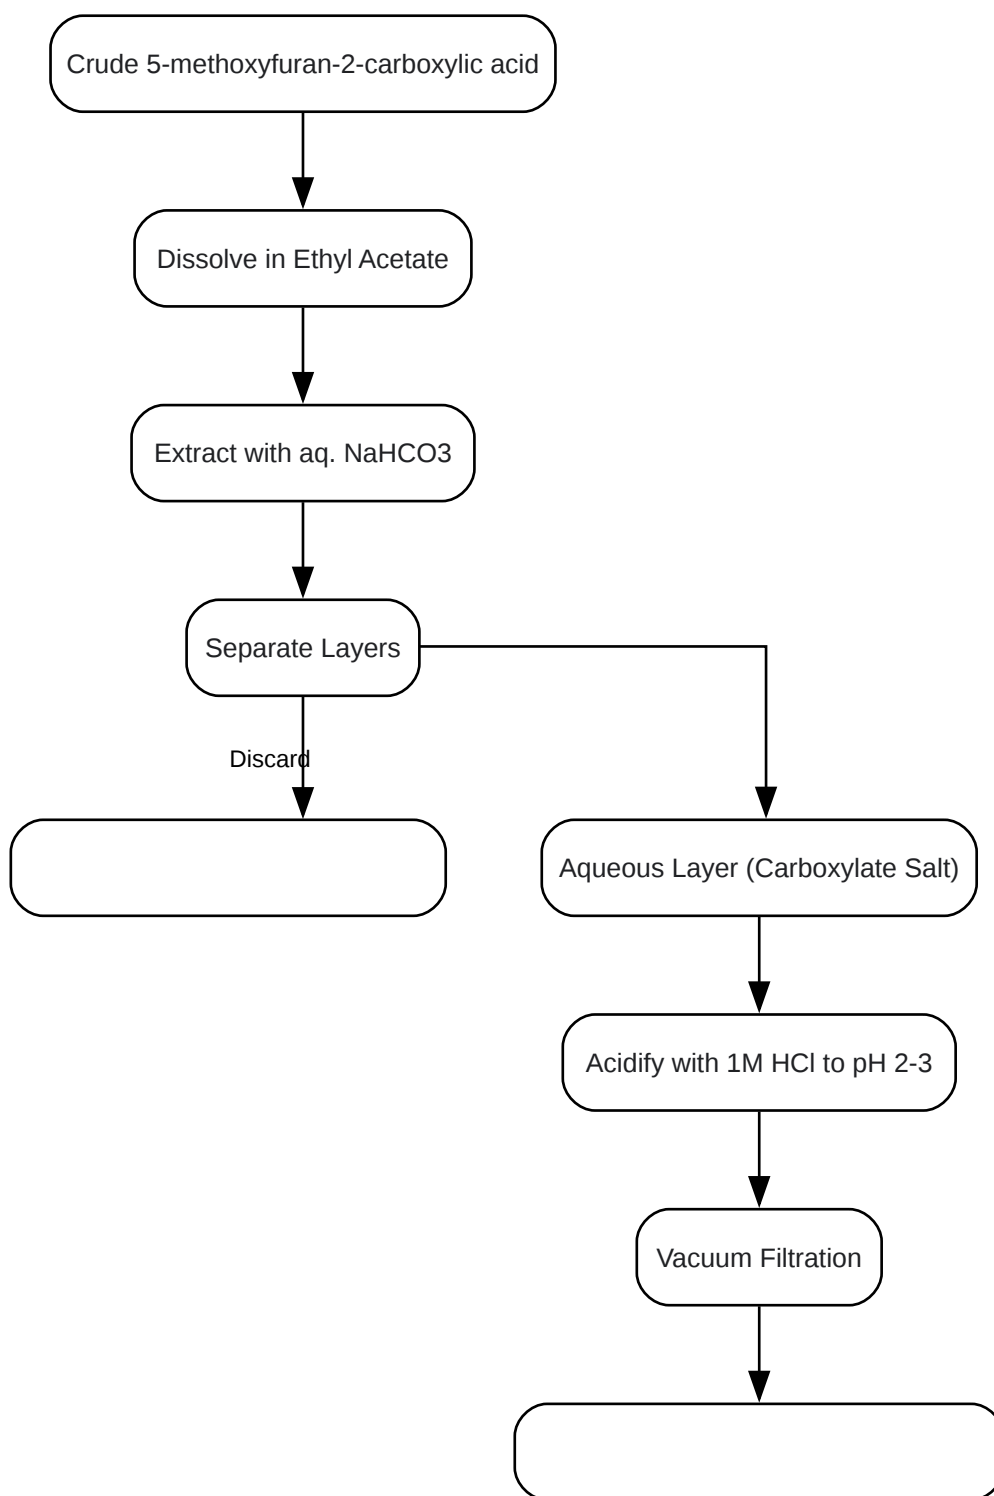 Crude 5-methoxyfuran-2-carboxylic acid
Dissolve in Ethyl Acetate
Extract with aq. NaHCO3
Separate Layers
Discard
Aqueous Layer (Carboxylate Salt)
Acidify with 1M HCl to pH 2-3
Vacuum Filtration